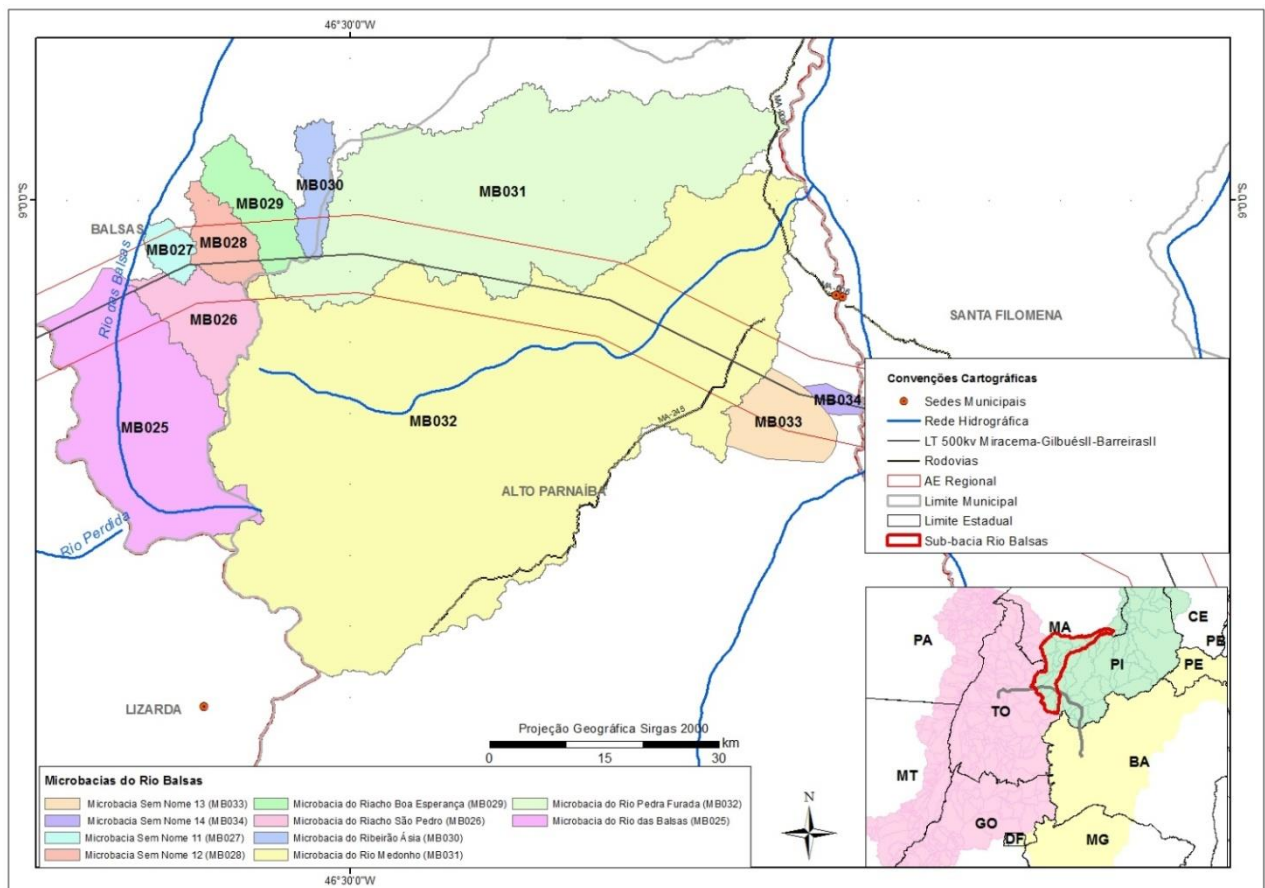 46°30'0"W
MA-006
MB030
MB031
MB029
9°0'0"S
9°0'0"S
BALSAS
MB028
MB027
Rio das Balsas
MA-006
SANTA FILOMENA
MB026
MB034
MB025
MB032
MB033
MA-245
ALTO PARNAÍBA
Rio Perdida
LIZARDA
Convenções Cartográficas
Sedes Municipais
Rede Hidrográfica
LT 500kv Miracema-GilbuésII-BarreirasII
Rodovias
AE Regional
Limite Municipal
Limite Estadual
Sub-bacia Rio Balsas
PA
MA
CE
PB
PI
PE
TO
BA
MT
GO
DF
MG
Projeção Geográfica Sirgas 2000
km
0 15 30
N
Microbacias do Rio Balsas
Microbacia Sem Nome 13 (MB033) Microbacia do Riacho Boa Esperança (MB029) Microbacia do Rio Pedra Furada (MB032)
Microbacia Sem Nome 14 (MB034) Microbacia do Riacho São Pedro (MB026) Microbacia do Rio das Balsas (MB025)
Microbacia Sem Nome 11 (MB027) Microbacia do Ribeirão Ásia (MB030)
Microbacia Sem Nome 12 (MB028) Microbacia do Rio Medonho (MB031)
46°30'0"W